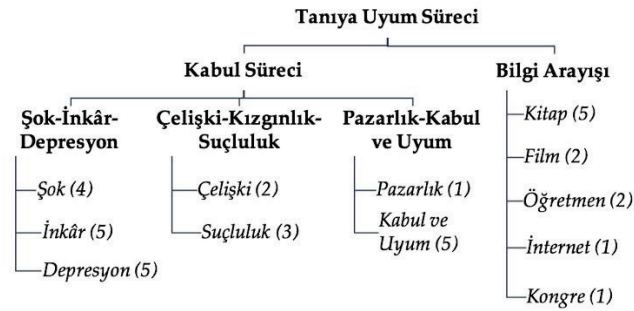 Tanıya Uyum Süreci
Kabul Süreci
Bilgi Arayışı
Şok-İnkâr-
Depresyon
Çelişki-Kızgınlık-
Suçluluk
Pazarlık-Kabul
ve Uyum
Şok (4)
İnkâr (5)
Depresyon (5)
Çelişki (2)
Suçluluk (3)
Pazarlık (1)
Kabul ve
Uyum (5)
Kitap (5)
Film (2)
Öğretmen (2)
İnternet (1)
Kongre (1)